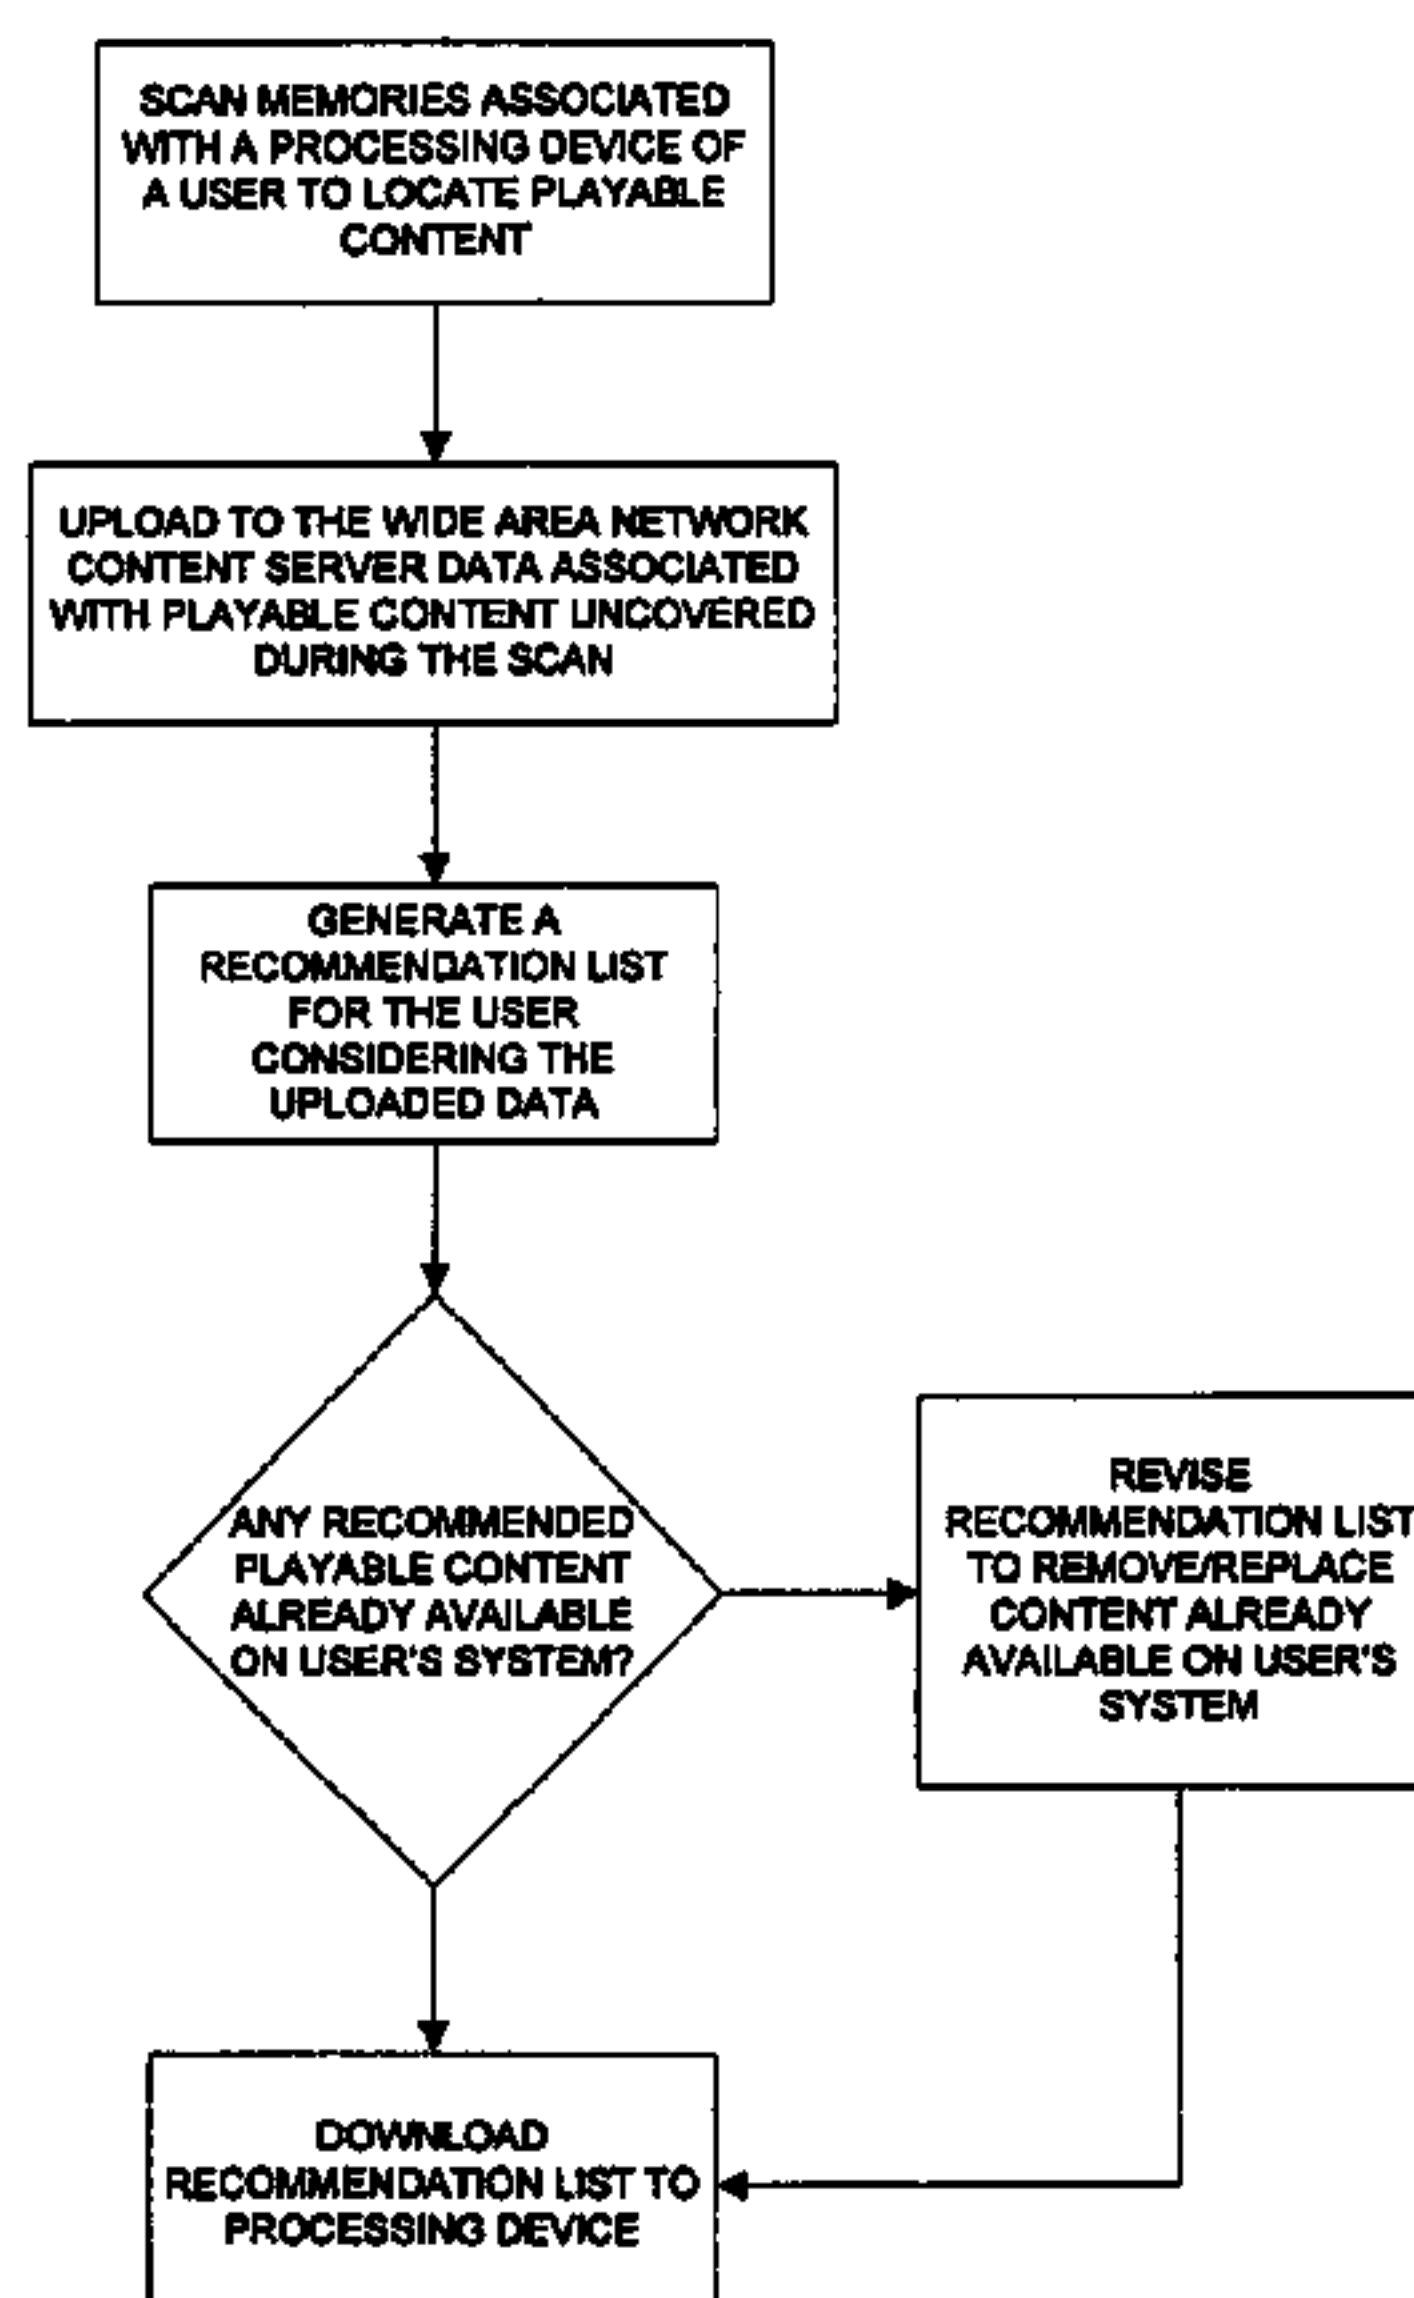 SCAN MEMORIES ASSOCIATED
WITH A PROCESSING DEVICE OF
A USER TO LOCATE PLAYABLE
CONTENT
UPLOAD TO THE WIDE AREA NETWORK
CONTENT SERVER DATA ASSOCIATED
WITH PLAYABLE CONTENT UNCOVERED
DURING THE SCAN
GENERATE A
RECOMMENDATION LIST
FOR THE USER
CONSIDERING THE
UPLOADED DATA
ANY RECOMMENDED
PLAYABLE CONTENT
ALREADY AVAILABLE
ON USER'S SYSTEM?
REVISE
RECOMMENDATION LIST
TO REMOVE/REPLACE
CONTENT ALREADY
AVAILABLE ON USER'S
SYSTEM
DOWNLOAD
RECOMMENDATION LIST TO
PROCESSING DEVICE